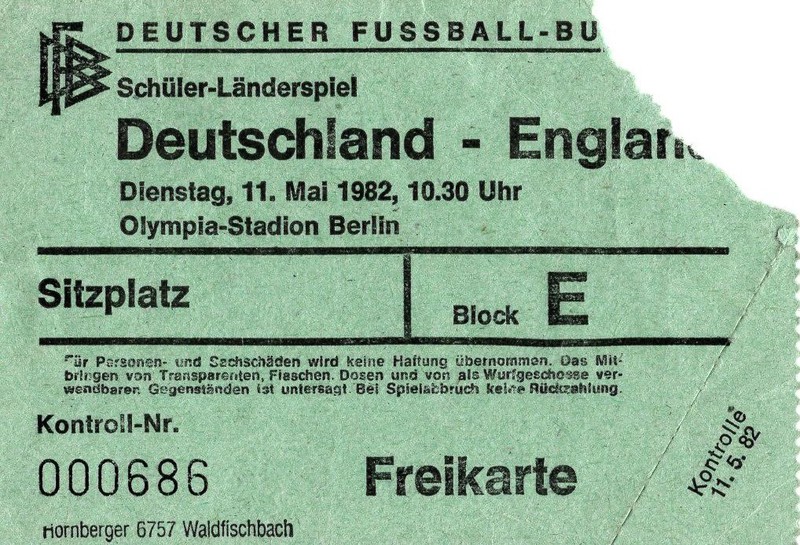 DFB
DEUTSCHER FUSSBALL-BU
Schüler-Länderspiel
Deutschland - England
Dienstag, 11. Mai 1982, 10.30 Uhr
Olympia-Stadion Berlin
Sitzplatz
Block E
Für Personen- und Sachschäden wird keine Haftung übernommen. Das Mit-
bringen von Transparenten, Flaschen, Dosen und von als Wurfgeschosse ver-
wendbaren Gegenständen ist untersagt. Bei Spielabbruch keine Rückzahlung.
Kontroll-Nr.
000686
Freikarte
Kontrolle
11. 5. 82
Hornberger 6757 Waldfischbach